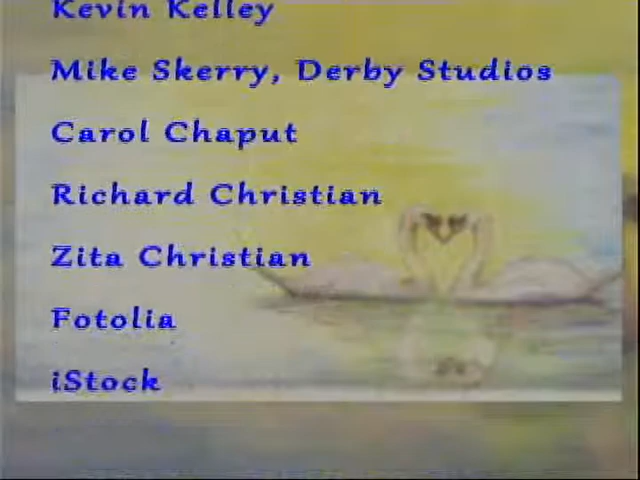 Kevin Kelley
Mike Skerry, Derby Studios
Carol Chaput
Richard Christian
Zita Christian
Fotolia
iStock